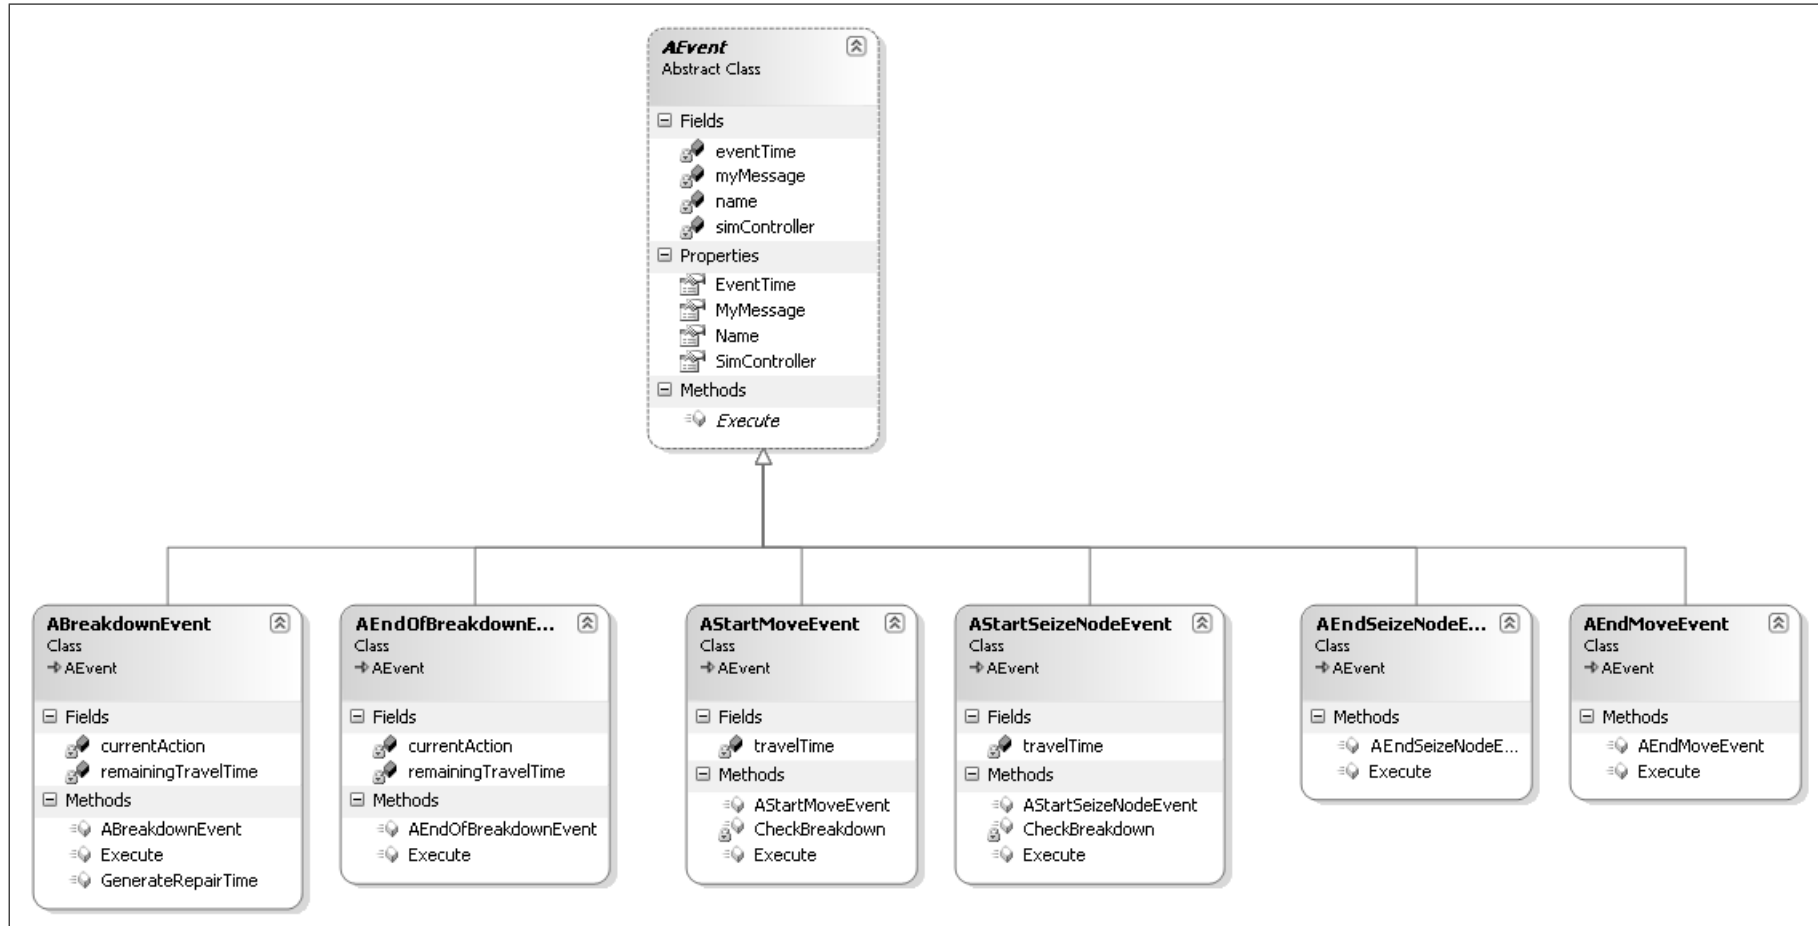 AEvent
Abstract Class
Fields
eventTime
myMessage
name
simController
Properties
EventTime
MyMessage
Name
SimController
Methods
Execute
ABreakdownEvent
Class
AEvent
Fields
currentAction
remainingTravelTime
Methods
ABreakdownEvent
Execute
GenerateRepairTime
AEndOfBreakdownE...
Class
AEvent
Fields
currentAction
remainingTravelTime
Methods
AEndOfBreakdownEvent
Execute
AStartMoveEvent
Class
AEvent
Fields
travelTime
Methods
AStartMoveEvent
CheckBreakdown
Execute
AStartSeizeNodeEvent
Class
AEvent
Fields
travelTime
Methods
AStartSeizeNodeEvent
CheckBreakdown
Execute
AEndSeizeNodeE...
Class
AEvent
Methods
AEndSeizeNodeE...
Execute
AEndMoveEvent
Class
AEvent
Methods
AEndMoveEvent
Execute